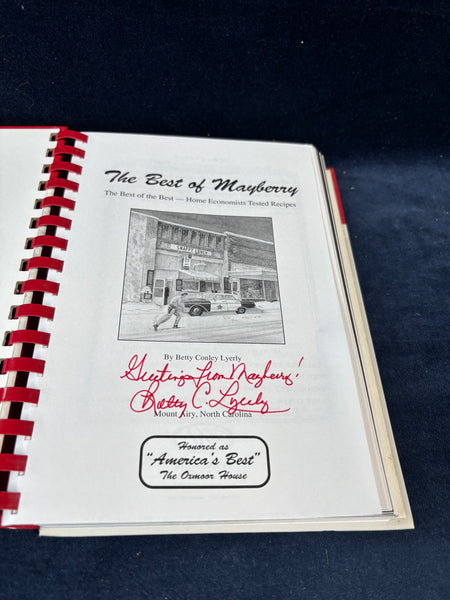 The Best of Mayberry
The Best of the Best — Home Economists Tested Recipes
SNAPPY LUNCH
By Betty Conley Lyerly
Greetings from Mayberry!
Betty C. Lyerly
Mount Airy, North Carolina
Honored as
"America's Best"
The Oxmoor House